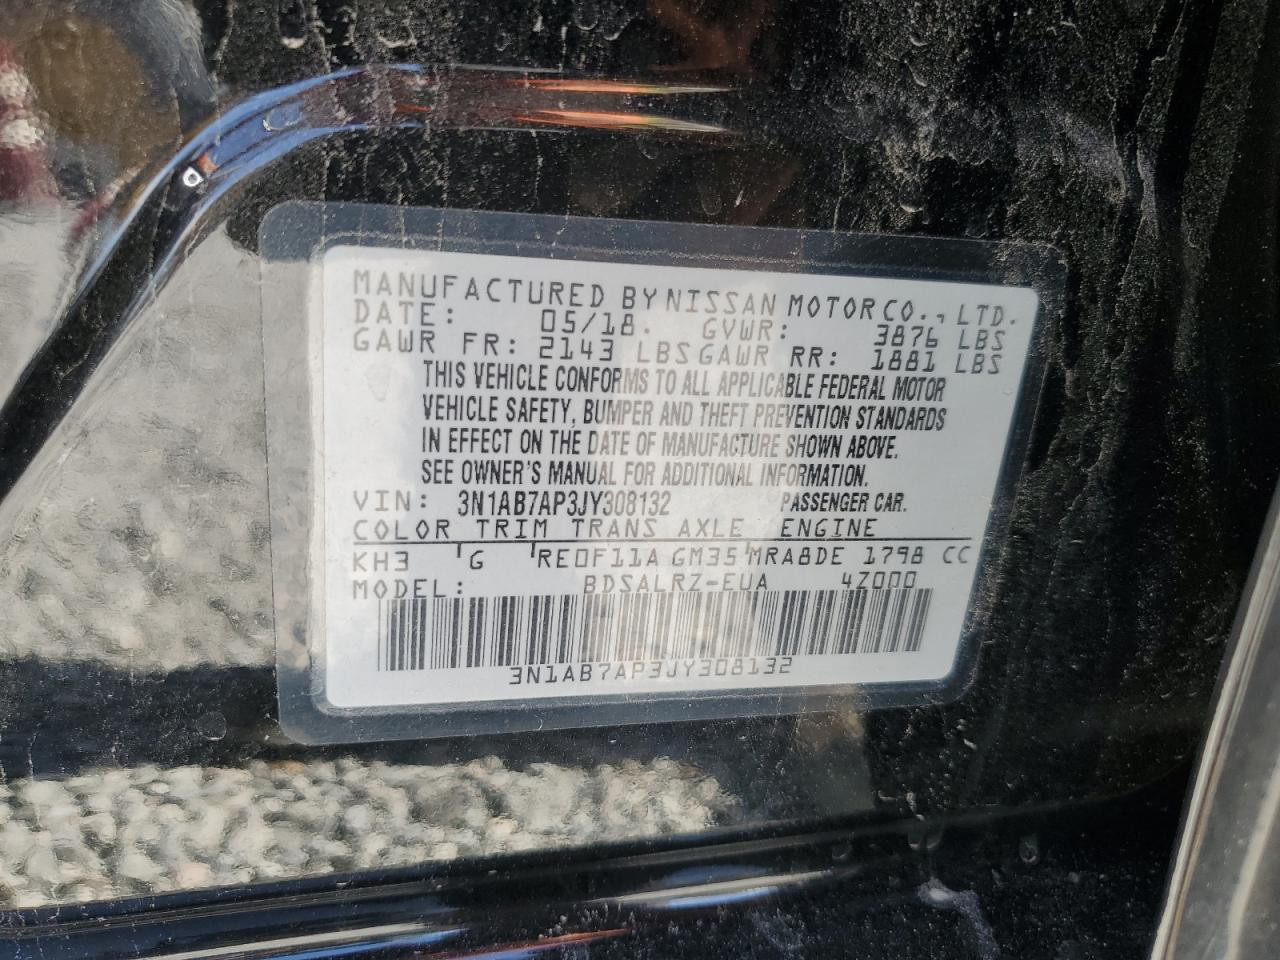 MANUFACTURED BY NISSAN MOTOR CO., LTD.
DATE: 05/18. GVWR: 3876 LBS
GAWR FR: 2143 LBS GAWR RR: 1881 LBS
THIS VEHICLE CONFORMS TO ALL APPLICABLE FEDERAL MOTOR
VEHICLE SAFETY, BUMPER AND THEFT PREVENTION STANDARDS
IN EFFECT ON THE DATE OF MANUFACTURE SHOWN ABOVE.
SEE OWNER'S MANUAL FOR ADDITIONAL INFORMATION.
VIN: 3N1AB7AP3JY308132 PASSENGER CAR.
COLOR TRIM TRANS AXLE ENGINE
KH3 ' G ' RE0F11A GM35 ' MRA8DE 1798 CC
MODEL: BDSALRZ-EUA 4Z000
3N1AB7AP3JY308132